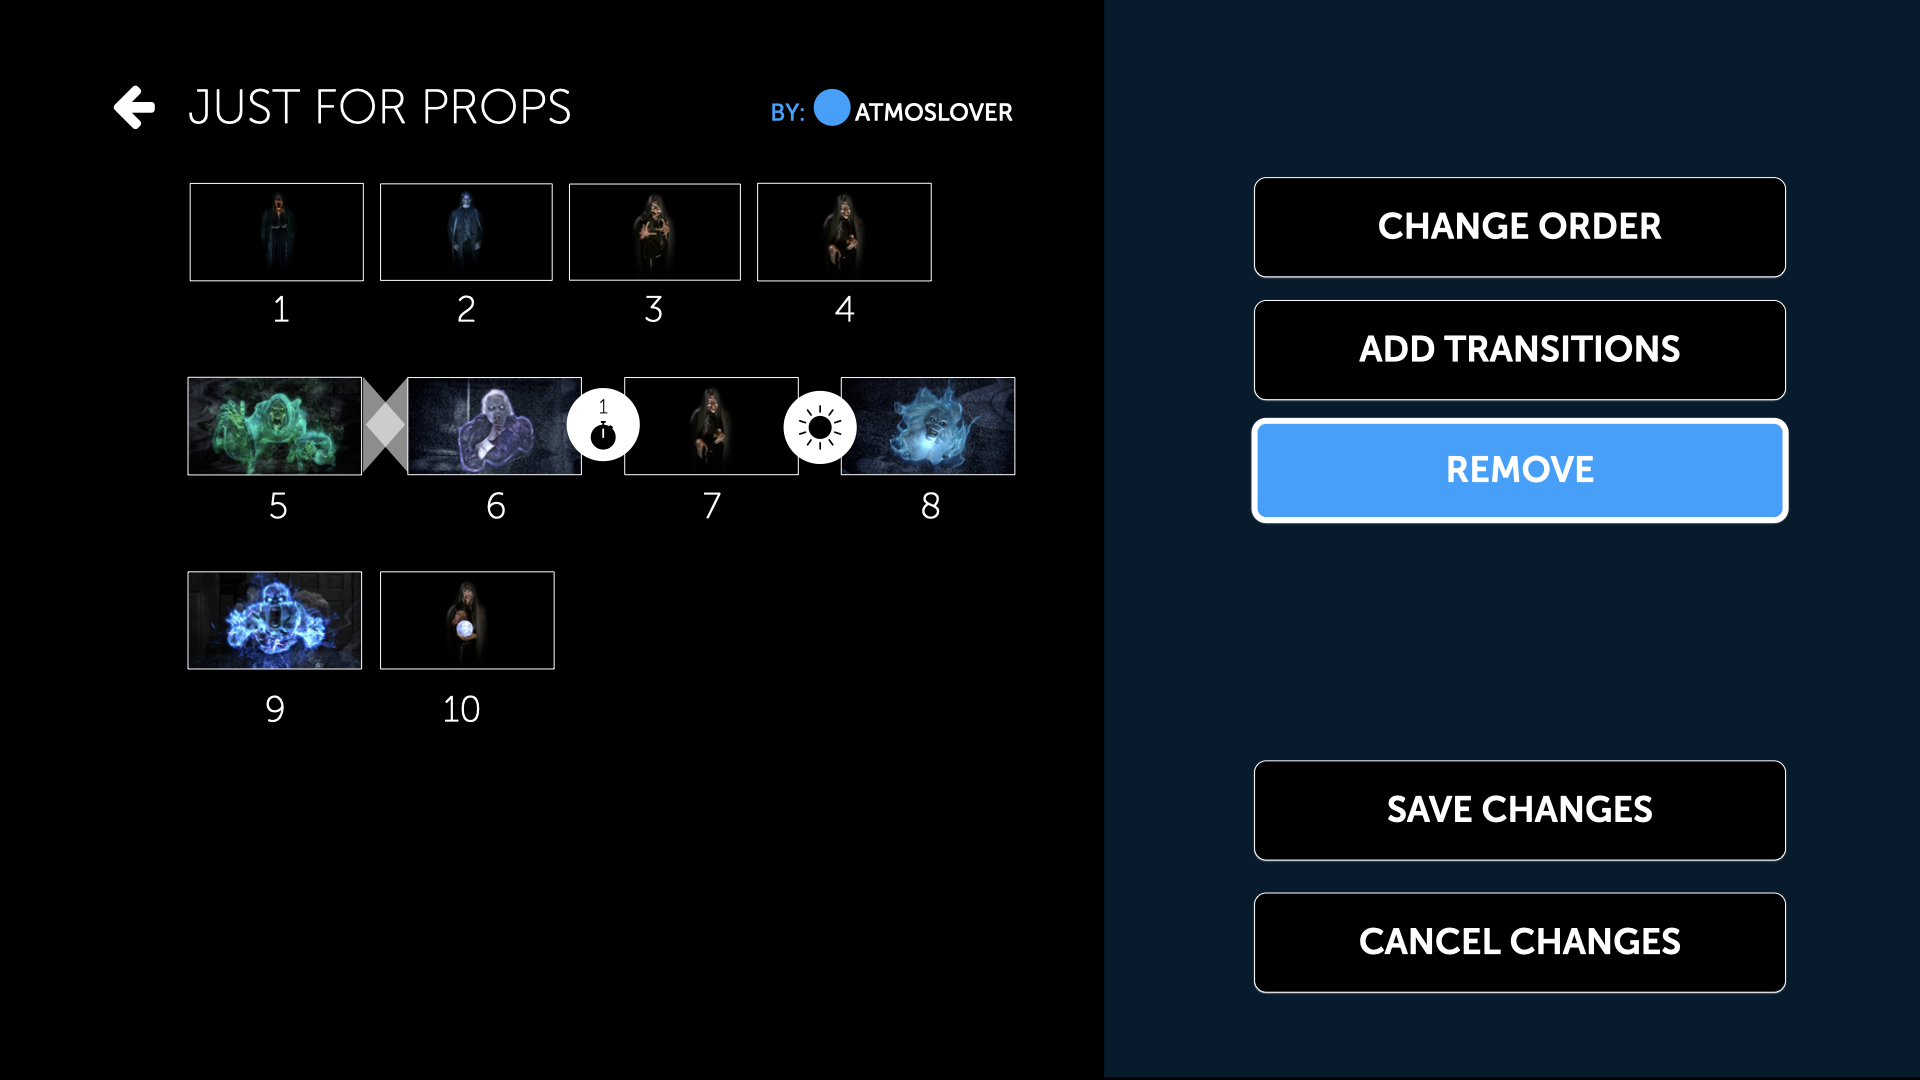 JUST FOR PROPS
BY: ATMOSLOVER
1
2
3
4
1
5
6
7
8
9
10
CHANGE ORDER
ADD TRANSITIONS
REMOVE
SAVE CHANGES
CANCEL CHANGES